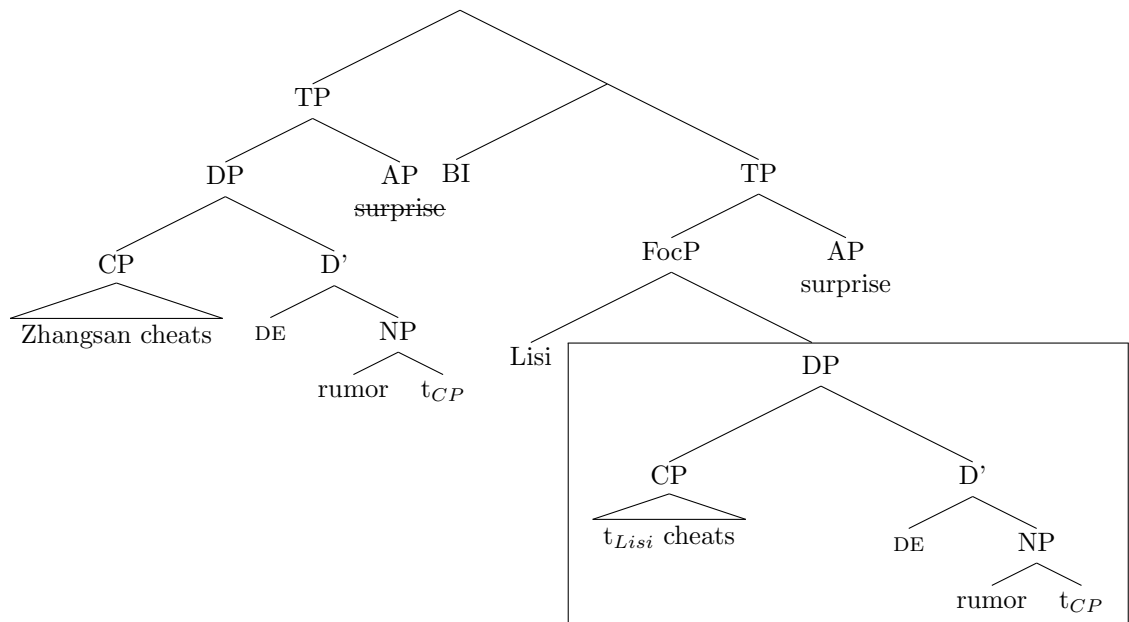 TP
DP AP BI TP
~~surprise~~
CP D' FocP AP
surprise
Zhangsan cheats DE NP Lisi DP
rumor t_CP
CP D'
t_Lisi cheats DE NP
rumor t_CP